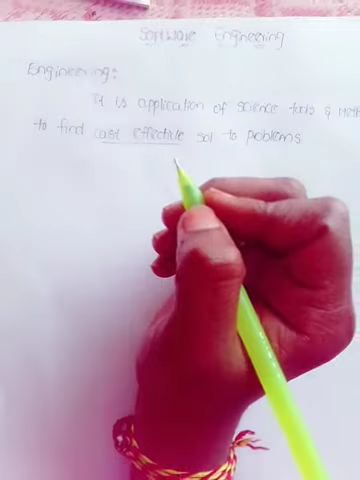 Software Engineering
Engineering:
It is application of science tools &
to find cost effective sol to problems